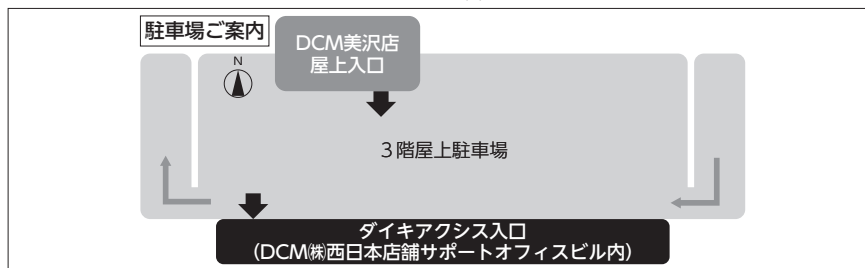 駐車場ご案内
DCM美沢店
屋上入口
N
３階屋上駐車場
ダイキアクシス入口
（DCM㈱西日本店舗サポートオフィスビル内）